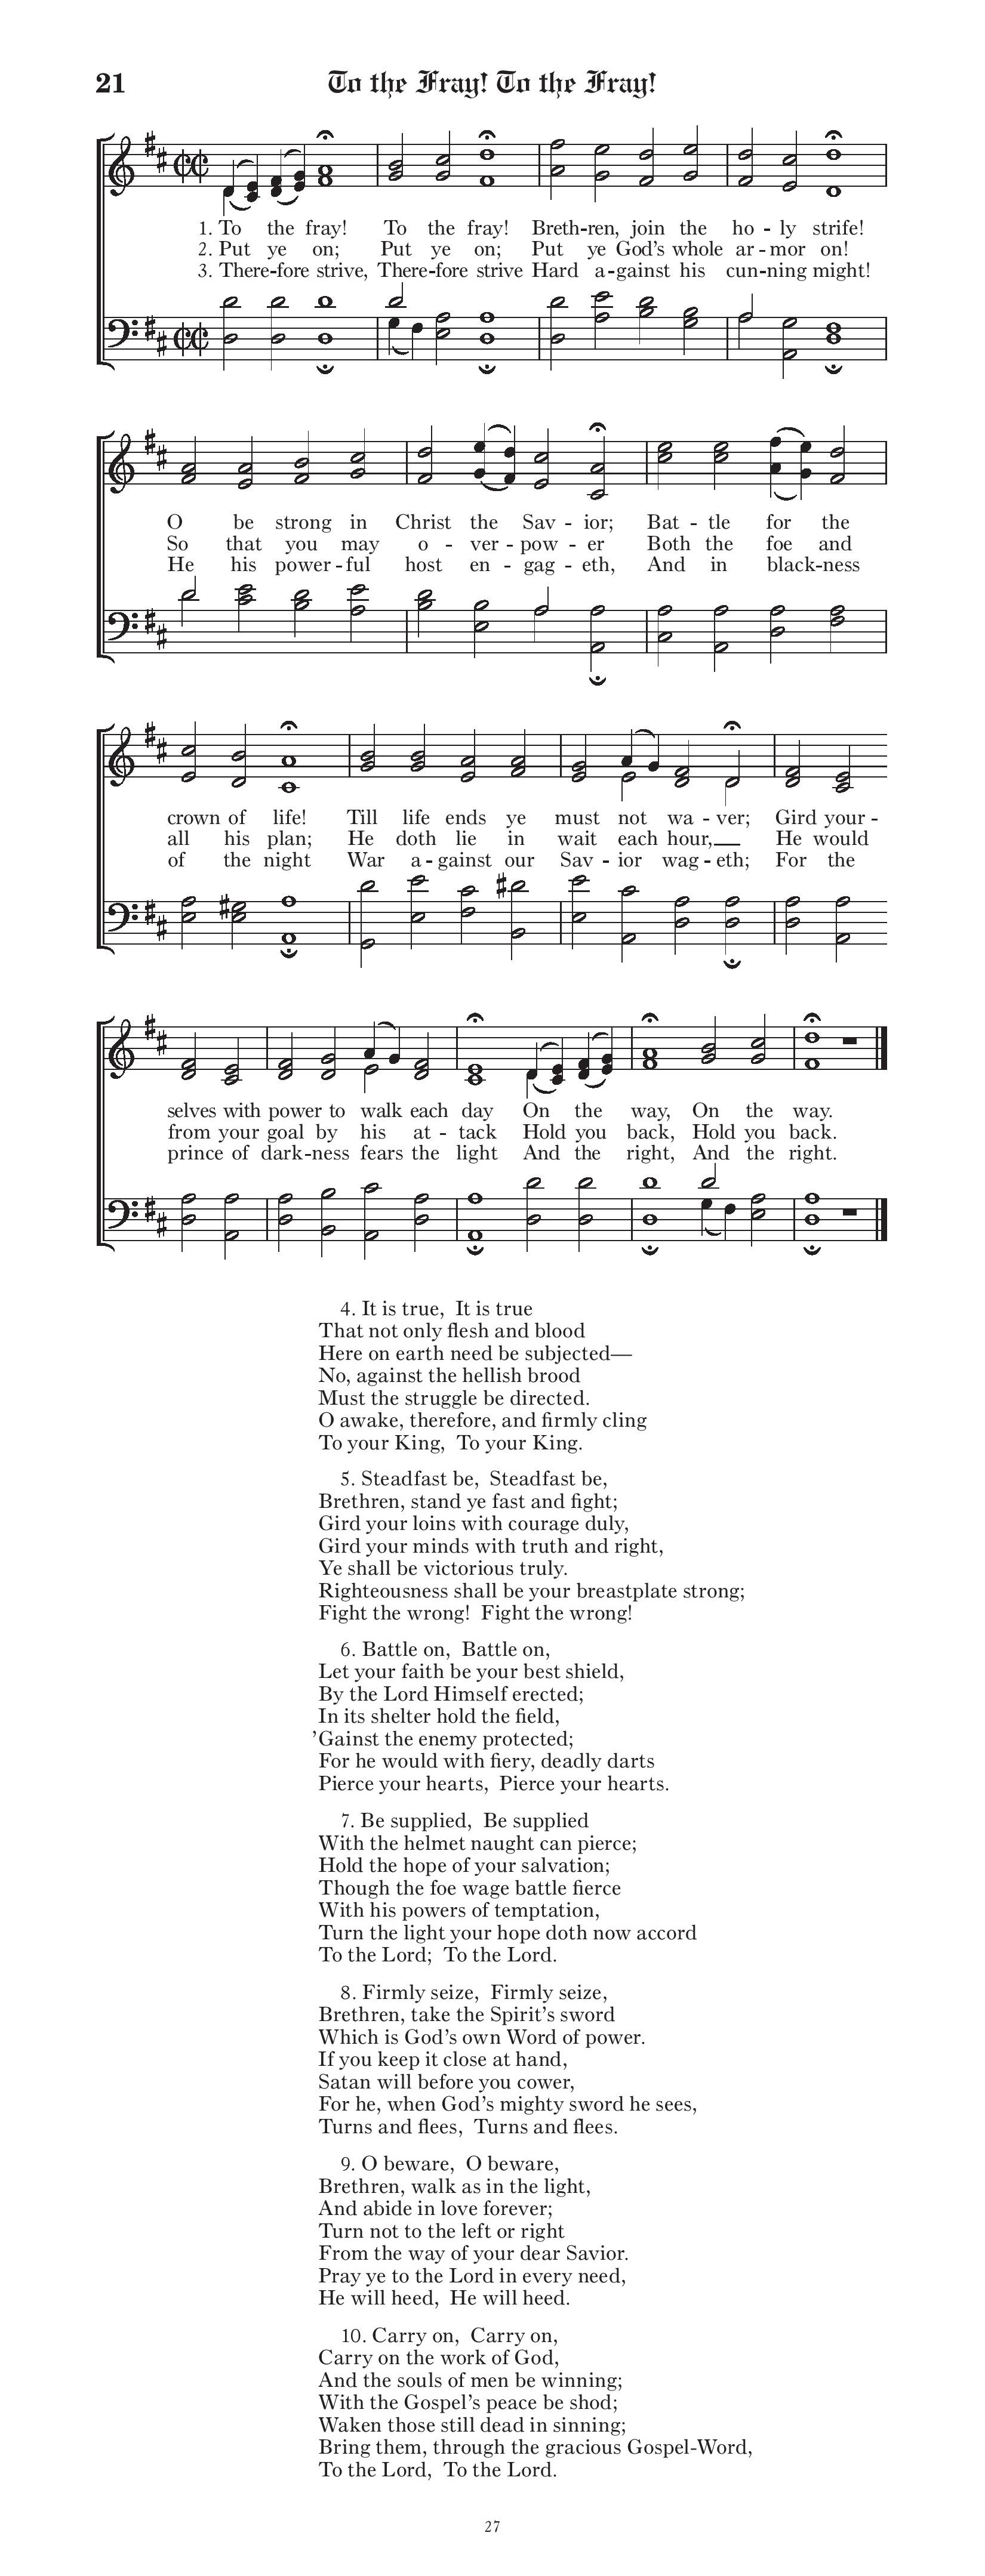 21 To the Fray! To the Fray!
1. To the fray! To the fray! Breth-ren, join the ho - ly strife!
2. Put ye on; Put ye on; Put ye God's whole ar - mor on!
3. There-fore strive, There-fore strive Hard a-gainst his cun-ning might!
O be strong in Christ the Sav - ior; Bat - tle for the
So that you may o - ver - pow - er Both the foe and
He his power - ful host en - gag - eth, And in black-ness
crown of life! Till life ends ye must not wa - ver; Gird your -
all his plan; He doth lie in wait each hour, He would
of the night War a - gainst our Sav - ior wag - eth; For the
selves with power to walk each day On the way, On the way.
from your goal by his at - tack Hold you back, Hold you back.
prince of dark-ness fears the light And the right, And the right.
4. It is true, It is true
That not only flesh and blood
Here on earth need be subjected—
No, against the hellish brood
Must the struggle be directed.
O awake, therefore, and firmly cling
To your King, To your King.
5. Steadfast be, Steadfast be,
Brethren, stand ye fast and fight;
Gird your loins with courage duly,
Gird your minds with truth and right,
Ye shall be victorious truly.
Righteousness shall be your breastplate strong;
Fight the wrong! Fight the wrong!
6. Battle on, Battle on,
Let your faith be your best shield,
By the Lord Himself erected;
In its shelter hold the field,
’Gainst the enemy protected;
For he would with fiery, deadly darts
Pierce your hearts, Pierce your hearts.
7. Be supplied, Be supplied
With the helmet naught can pierce;
Hold the hope of your salvation;
Though the foe wage battle fierce
With his powers of temptation,
Turn the light your hope doth now accord
To the Lord; To the Lord.
8. Firmly seize, Firmly seize,
Brethren, take the Spirit’s sword
Which is God’s own Word of power.
If you keep it close at hand,
Satan will before you cower,
For he, when God’s mighty sword he sees,
Turns and flees, Turns and flees.
9. O beware, O beware,
Brethren, walk as in the light,
And abide in love forever;
Turn not to the left or right
From the way of your dear Savior.
Pray ye to the Lord in every need,
He will heed, He will heed.
10. Carry on, Carry on,
Carry on the work of God,
And the souls of men be winning;
With the Gospel’s peace be shod;
Waken those still dead in sinning;
Bring them, through the gracious Gospel-Word,
To the Lord, To the Lord.
27